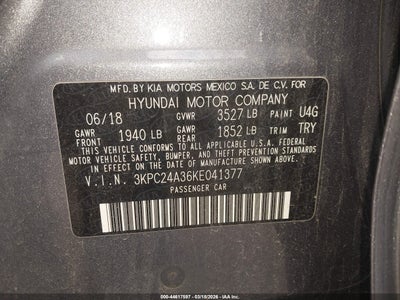 MFD. BY KIA MOTORS MEXICO S.A. DE C.V. FOR
HYUNDAI MOTOR COMPANY
06/18 GVWR 3527 LB PAINT U4G
GAWR FRONT 1940 LB GAWR REAR 1852 LB TRIM TRY
THIS VEHICLE CONFORMS TO ALL APPLICABLE U.S.A. FEDERAL
MOTOR VEHICLE SAFETY, BUMPER, AND THEFT PREVENTION STANDARDS
IN EFFECT ON THE DATE OF MANUFACTURE SHOWN ABOVE.
V.I.N. 3KPC24A36KE041377
PASSENGER CAR
000-44617597 - 03/18/2026 - IAAI.COM